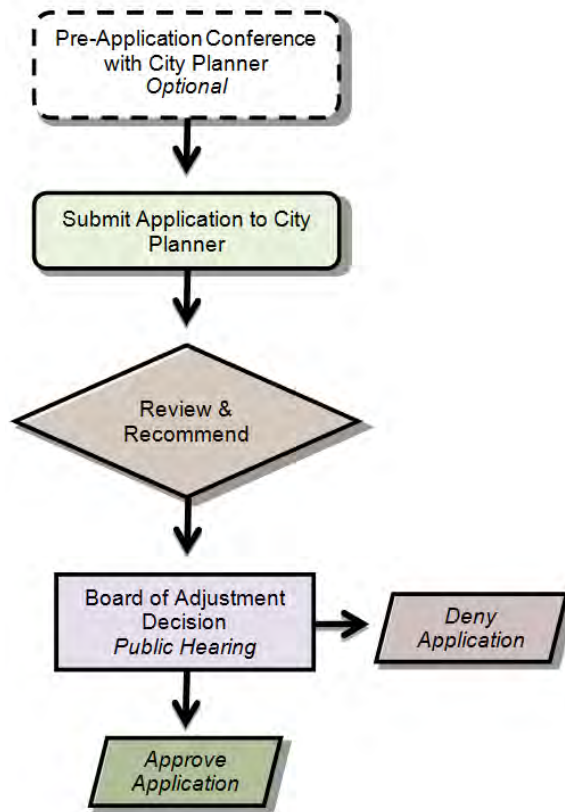 Pre-Application Conference
with City Planner
Optional
Submit Application to City
Planner
Review &
Recommend
Board of Adjustment
Decision
Public Hearing
Deny
Application
Approve
Application